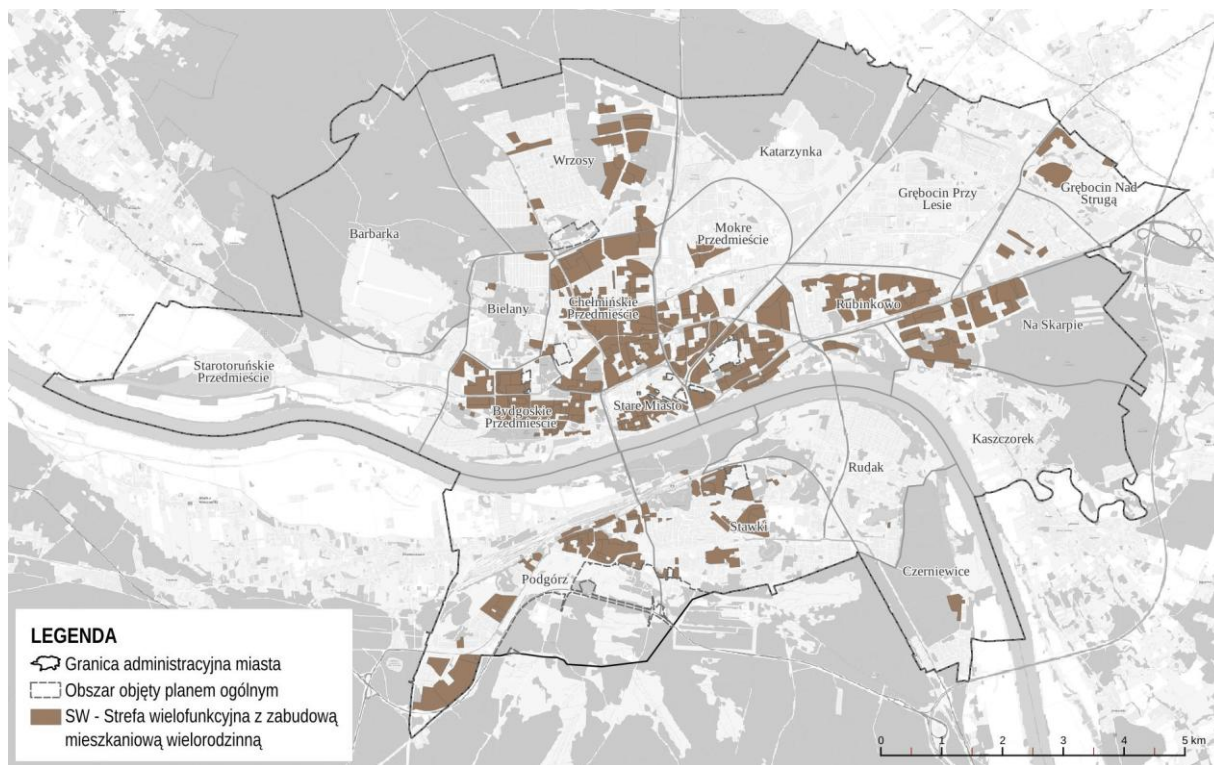 Wrzosy
Katarzynka
Grębocin Przy
Lesie
Grębocin Nad
Strugą
Barbarka
Mokre
Przedmieście
Bielany
Chełmińskie
Przedmieście
Rubinkowo
Na Skarpie
Starotoruńskie
Przedmieście
Bydgoskie
Przedmieście
Stare Miasto
Kaszczorek
Rudak
Stawki
Podgórz
Czerniewice
LEGENDA
Granica administracyjna miasta
Obszar objęty planem ogólnym
SW - Strefa wielofunkcyjna z zabudową
mieszkaniową wielorodzinną
0 1 2 3 4 5 km